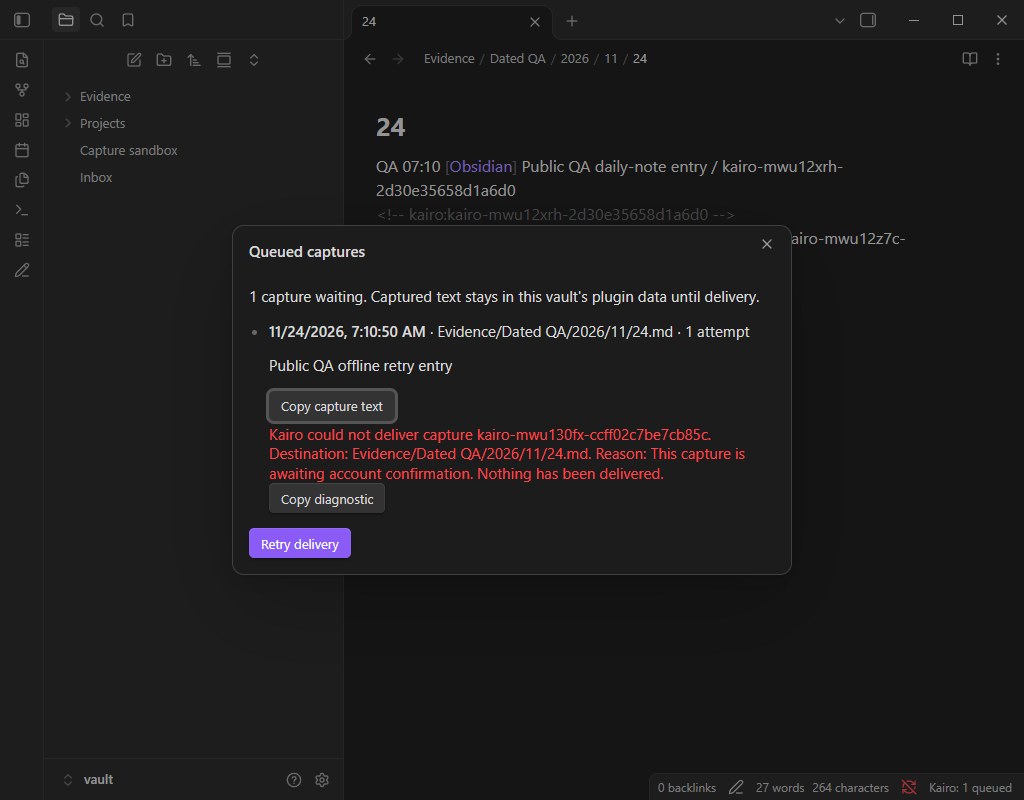 24
Evidence / Dated QA / 2026 / 11 / 24
Evidence
Projects
Capture sandbox
Inbox
24
QA 07:10 [Obsidian] Public QA daily-note entry / kairo-mwu12xrh-
2d30e35658d1a6d0
<!-- kairo:kairo-mwu12xrh-2d30e35658d1a6d0 -->
airo-mwu12z7c-
Queued captures
1 capture waiting. Captured text stays in this vault's plugin data until delivery.
11/24/2026, 7:10:50 AM · Evidence/Dated QA/2026/11/24.md · 1 attempt
Public QA offline retry entry
Copy capture text
Kairo could not deliver capture kairo-mwu130fx-ccff02c7be7cb85c.
Destination: Evidence/Dated QA/2026/11/24.md. Reason: This capture is
awaiting account confirmation. Nothing has been delivered.
Copy diagnostic
Retry delivery
vault
0 backlinks 27 words 264 characters Kairo: 1 queued